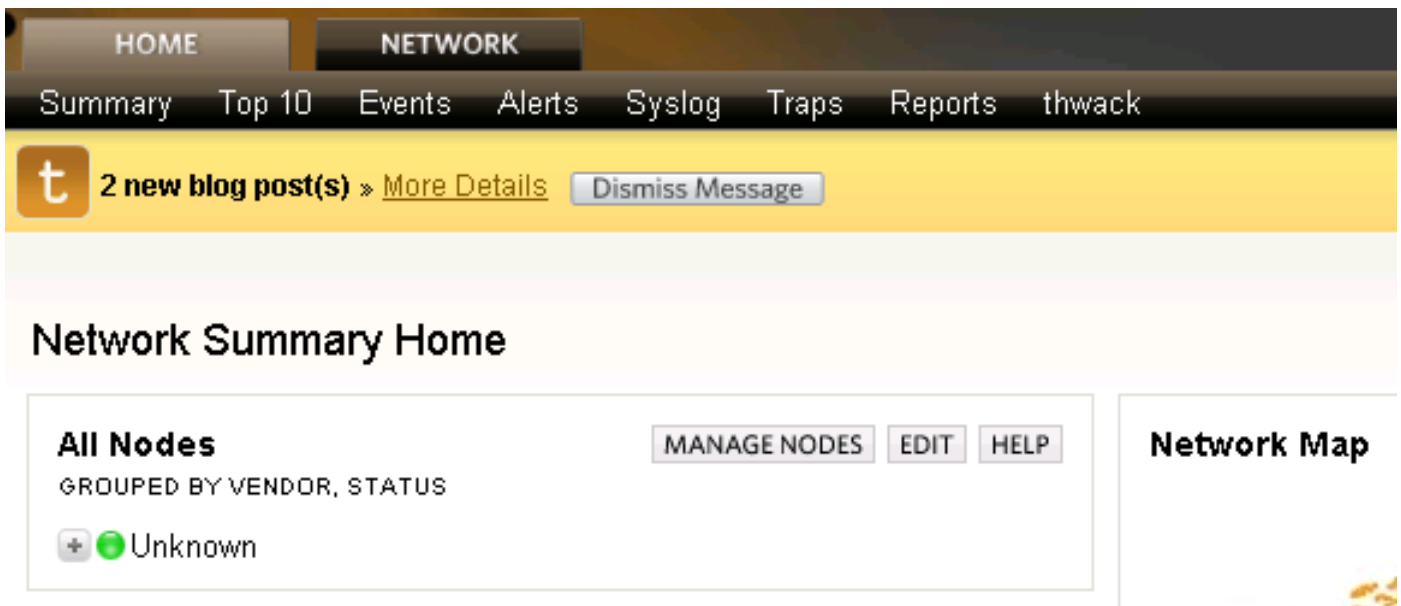 HOME NETWORK
Summary Top 10 Events Alerts Syslog Traps Reports thwack
t 2 new blog post(s) » More Details Dismiss Message
Network Summary Home
All Nodes MANAGE NODES EDIT HELP
GROUPED BY VENDOR, STATUS
Unknown
Network Map